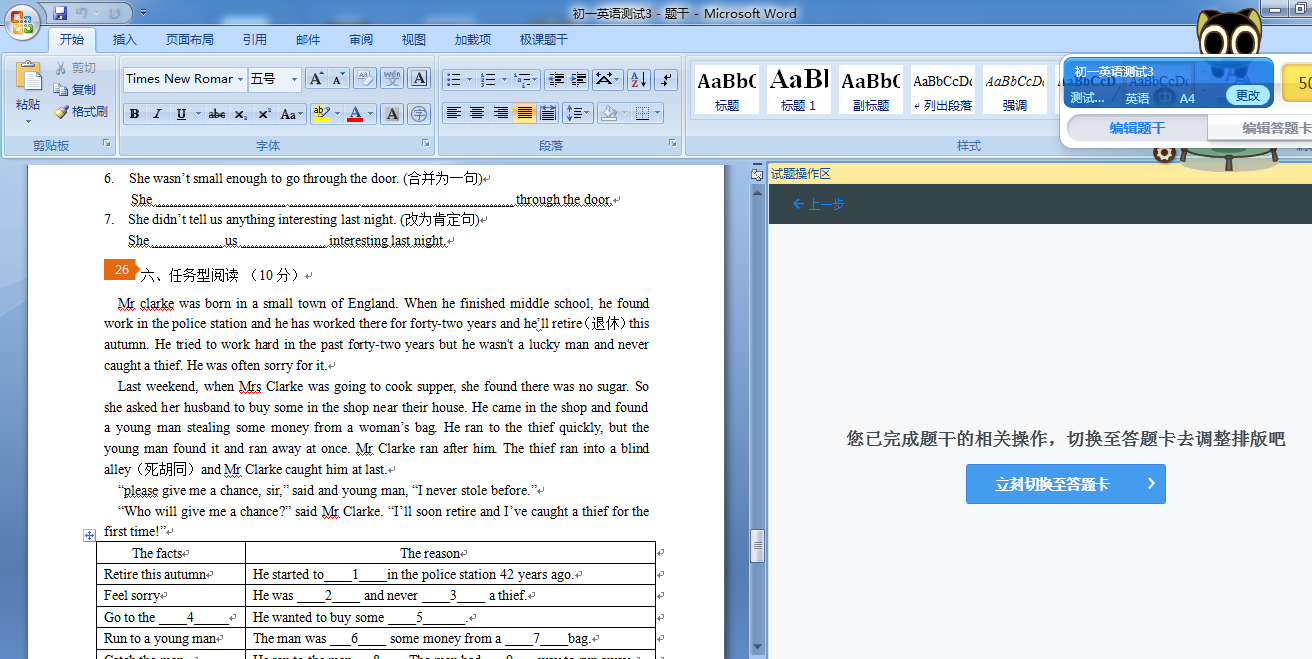 初一英语测试3 - 题干 - Microsoft Word
开始 插入 页面布局 引用 邮件 审阅 视图 加载项 极课题干
粘贴 剪切 复制 格式刷
剪贴板
Times New Romar 五号
B I U abc x₂ x² Aa
字体
段落
AaBbC 标题
AaBl 标题 1
AaBbC 副标题
AaBbCcDc 列出段落
AaBbCcDc 强调
样式
初一英语测试3
测试... 英语 A4 更改
编辑题干 编辑答题卡
试题操作区
上一步
您已完成题干的相关操作，切换至答题卡去调整排版吧
立刻切换至答题卡
6. She wasn’t small enough to go through the door. (合并为一句)
She ____________________ ____________________ ____________ through the door.
7. She didn’t tell us anything interesting last night. (改为肯定句)
She ___________ us _____________ interesting last night.
26 六、任务型阅读 （10 分）
Mr clarke was born in a small town of England. When he finished middle school, he found
work in the police station and he has worked there for forty-two years and he’ll retire（退休）this
autumn. He tried to work hard in the past forty-two years but he wasn't a lucky man and never
caught a thief. He was often sorry for it.
Last weekend, when Mrs Clarke was going to cook supper, she found there was no sugar. So
she asked her husband to buy some in the shop near their house. He came in the shop and found
a young man stealing some money from a woman’s bag. He ran to the thief quickly, but the
young man found it and ran away at once. Mr Clarke ran after him. The thief ran into a blind
alley（死胡同）and Mr Clarke caught him at last.
“please give me a chance, sir,” said and young man, “I never stole before.”
“Who will give me a chance?” said Mr Clarke. “I’ll soon retire and I’ve caught a thief for the
first time!”
The facts The reason
Retire this autumn He started to____1____in the police station 42 years ago.
Feel sorry He was ____2____ and never ____3____ a thief.
Go to the ____4_____ He wanted to buy some ____5______.
Run to a young man The man was ___6____ some money from a ____7____bag.